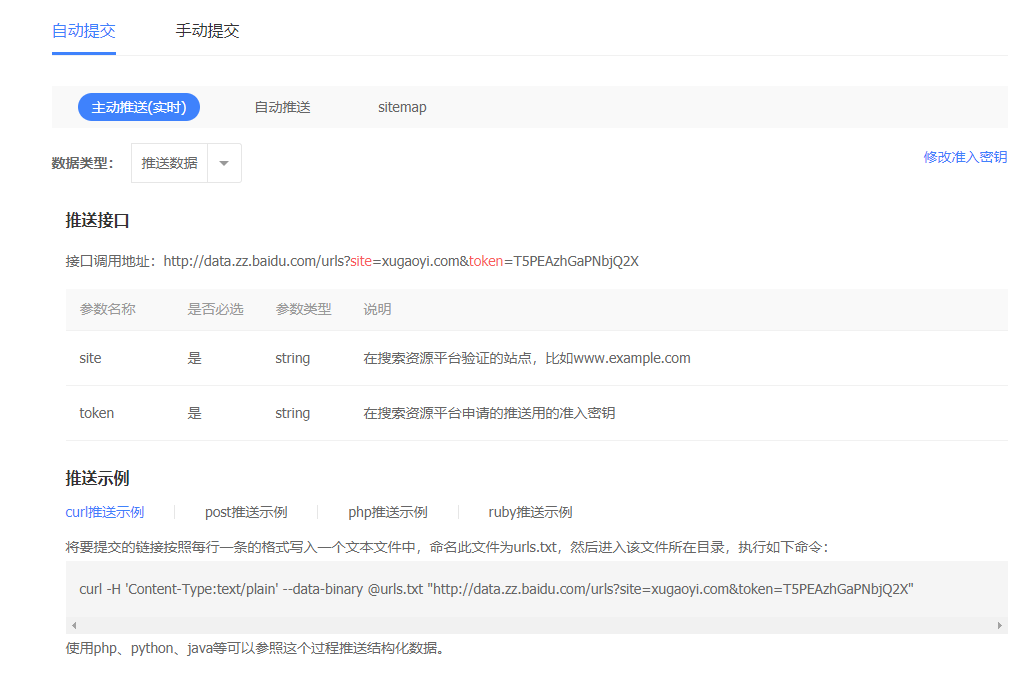 自动提交 手动提交
主动推送(实时) 自动推送 sitemap
数据类型： 推送数据 修改准入密钥
推送接口
接口调用地址：http://data.zz.baidu.com/urls?site=xugaoyi.com&token=T5PEAzhGaPNbjQ2X
参数名称 是否必选 参数类型 说明
site 是 string 在搜索资源平台验证的站点，比如www.example.com
token 是 string 在搜索资源平台申请的推送用的准入密钥
推送示例
curl推送示例 post推送示例 php推送示例 ruby推送示例
将要提交的链接按照每行一条的格式写入一个文本文件中，命名此文件为urls.txt，然后进入该文件所在目录，执行如下命令：
curl -H 'Content-Type:text/plain' --data-binary @urls.txt "http://data.zz.baidu.com/urls?site=xugaoyi.com&token=T5PEAzhGaPNbjQ2X"
使用php、python、java等可以参照这个过程推送结构化数据。